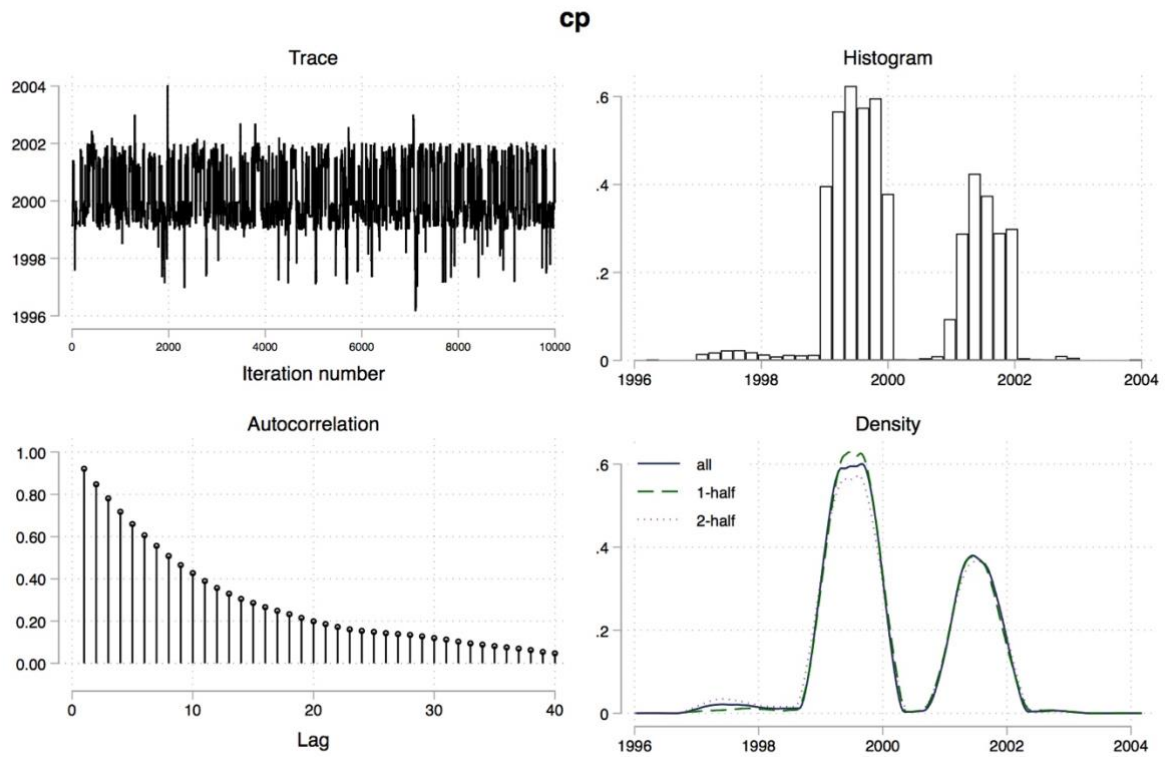 cp
Trace
2004
2002
2000
1998
1996
0 2000 4000 6000 8000 10000
Iteration number
Histogram
.6
.4
.2
0
1996 1998 2000 2002 2004
Autocorrelation
1.00
0.80
0.60
0.40
0.20
0.00
0 10 20 30 40
Lag
Density
all
1-half
2-half
.6
.4
.2
0
1996 1998 2000 2002 2004